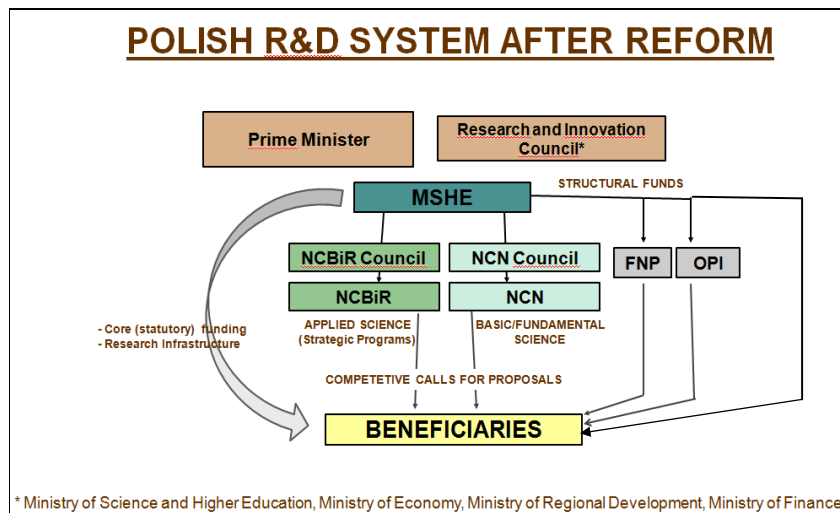 POLISH R&D SYSTEM AFTER REFORM
Prime Minister
Research and Innovation
Council*
STRUCTURAL FUNDS
MSHE
NCBiR Council
NCN Council
FNP
OPI
NCBiR
NCN
- Core (statutory) funding
- Research Infrastructure
APPLIED SCIENCE
(Strategic Programs)
BASIC/FUNDAMENTAL
SCIENCE
COMPETETIVE CALLS FOR PROPOSALS
BENEFICIARIES
* Ministry of Science and Higher Education, Ministry of Economy, Ministry of Regional Development, Ministry of Finance